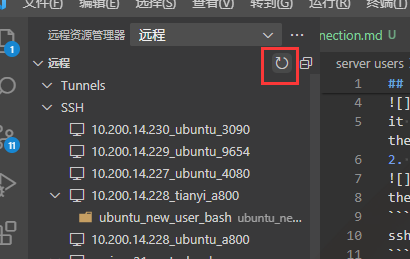 文件(F) 编辑(E) 选择(S) 查看(V) 转到(G) 运行(R) 终端(T)
远程资源管理器 远程 nection.md U
1
远程
server users
Tunnels
4 ##
SSH
5 ![]
10.200.14.230_ubuntu_3090
it
10.200.14.229_ubuntu_9654
the
11
10.200.14.227_ubuntu_4080
6 2.
10.200.14.228_tianyi_a800
7 ![]
ubuntu_new_user_bash ubuntu_ne...
8 the
9 ```
10.200.14.228_ubuntu_a800
10 ssh
11 ```